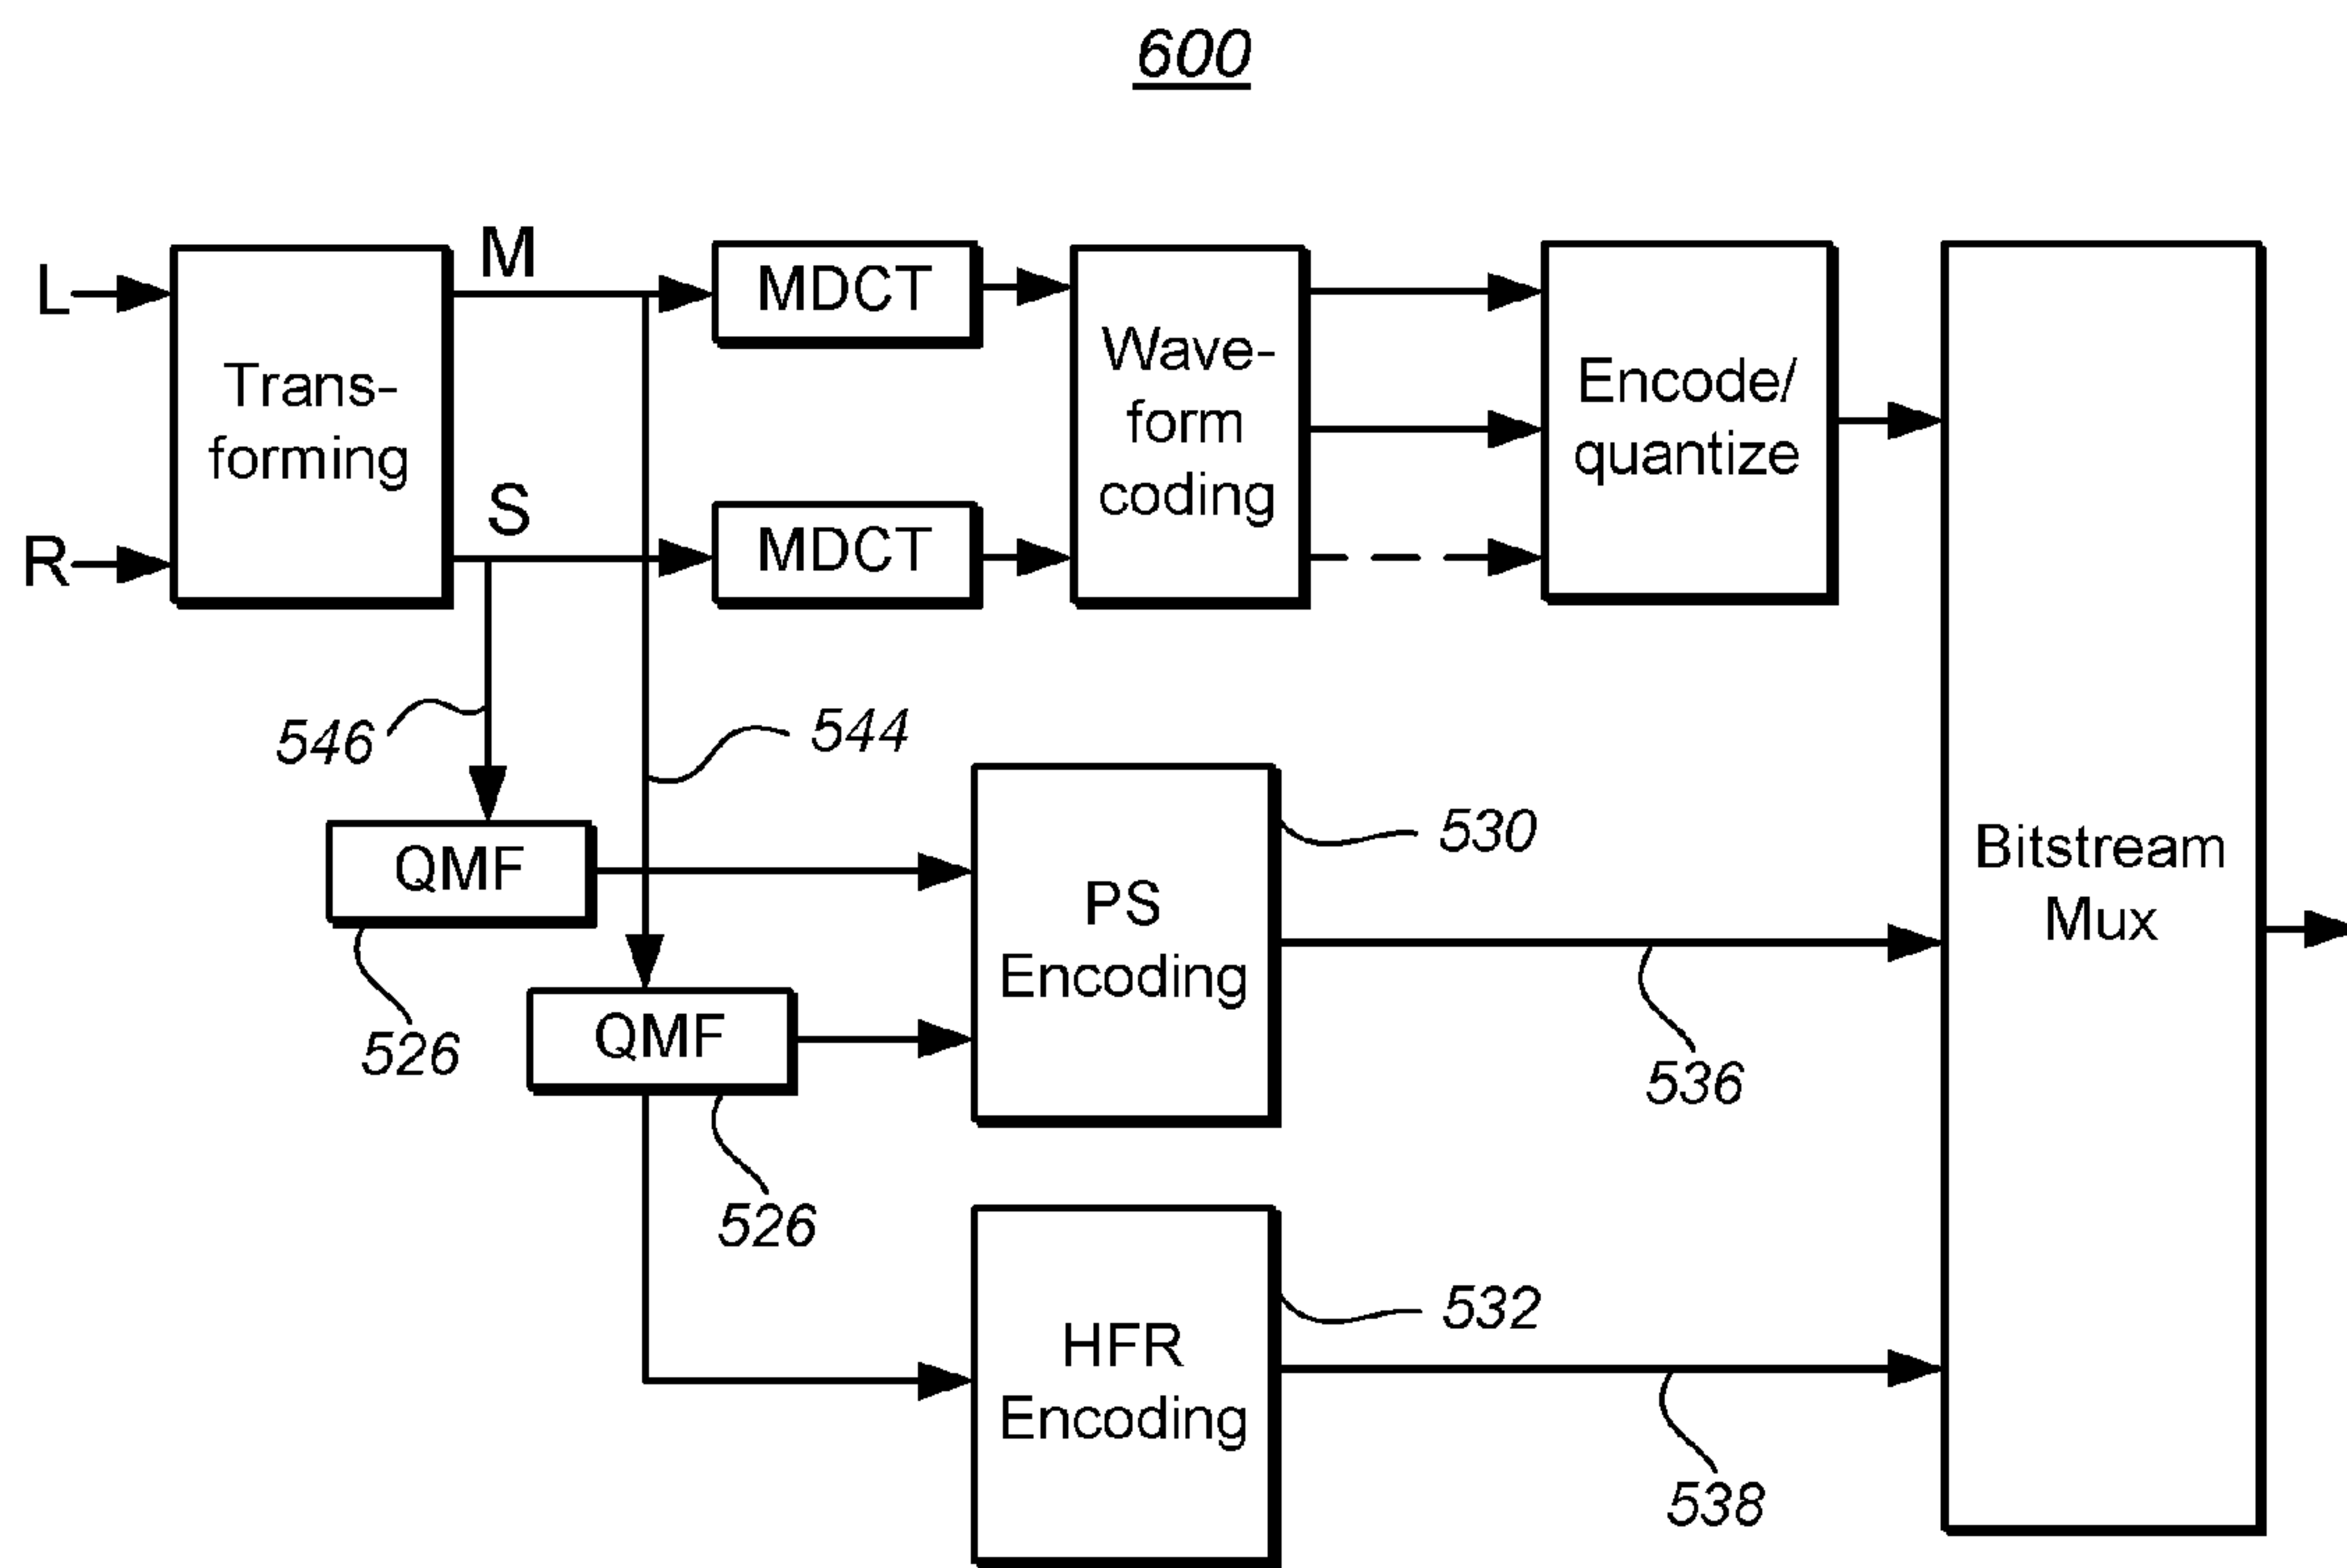 600
L
R
Trans-
forming
M
S
MDCT
MDCT
Wave-
form
coding
Encode/
quantize
Bitstream
Mux
546
544
QMF
526
QMF
526
PS
Encoding
530
536
HFR
Encoding
532
538